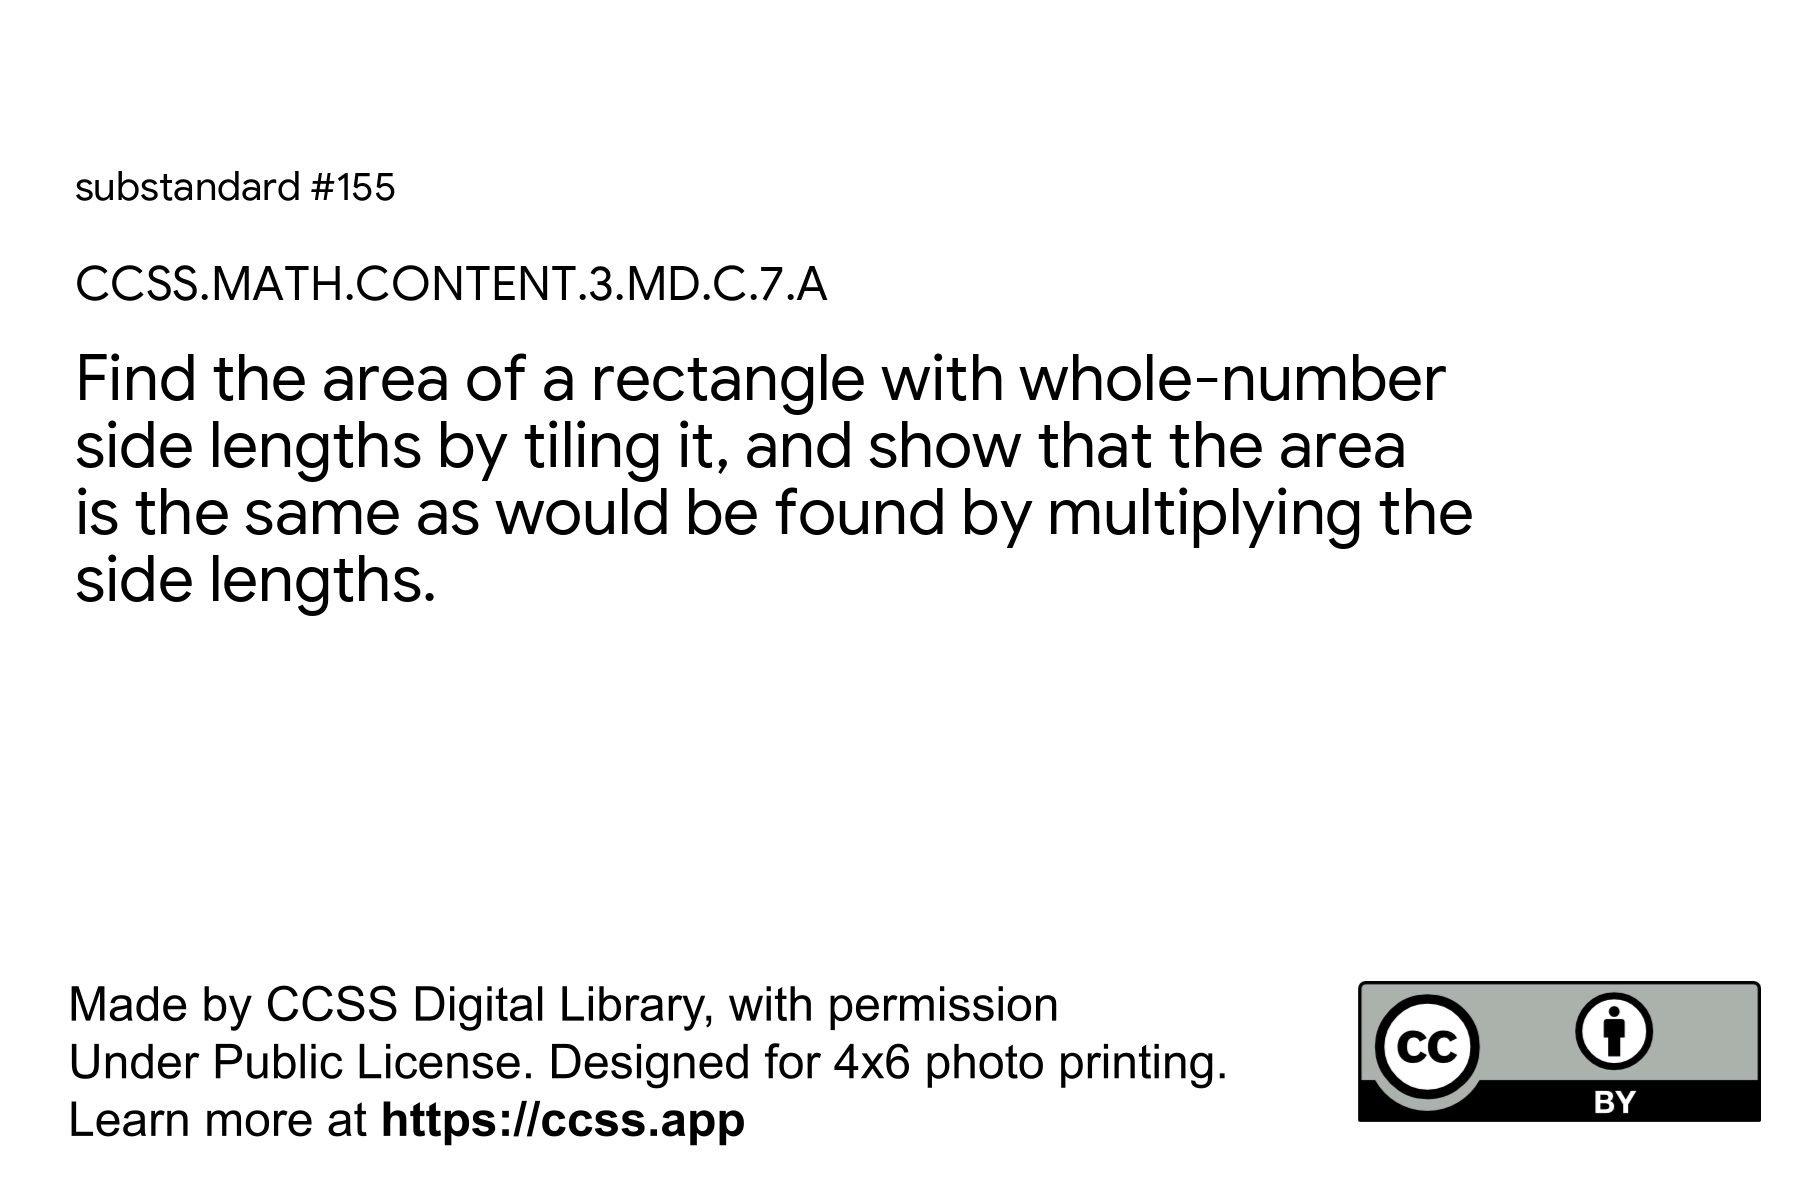 substandard #155
CCSS.MATH.CONTENT.3.MD.C.7.A
Find the area of a rectangle with whole-number
side lengths by tiling it, and show that the area
is the same as would be found by multiplying the
side lengths.
Made by CCSS Digital Library, with permission
Under Public License. Designed for 4x6 photo printing.
Learn more at https://ccss.app
CC
BY